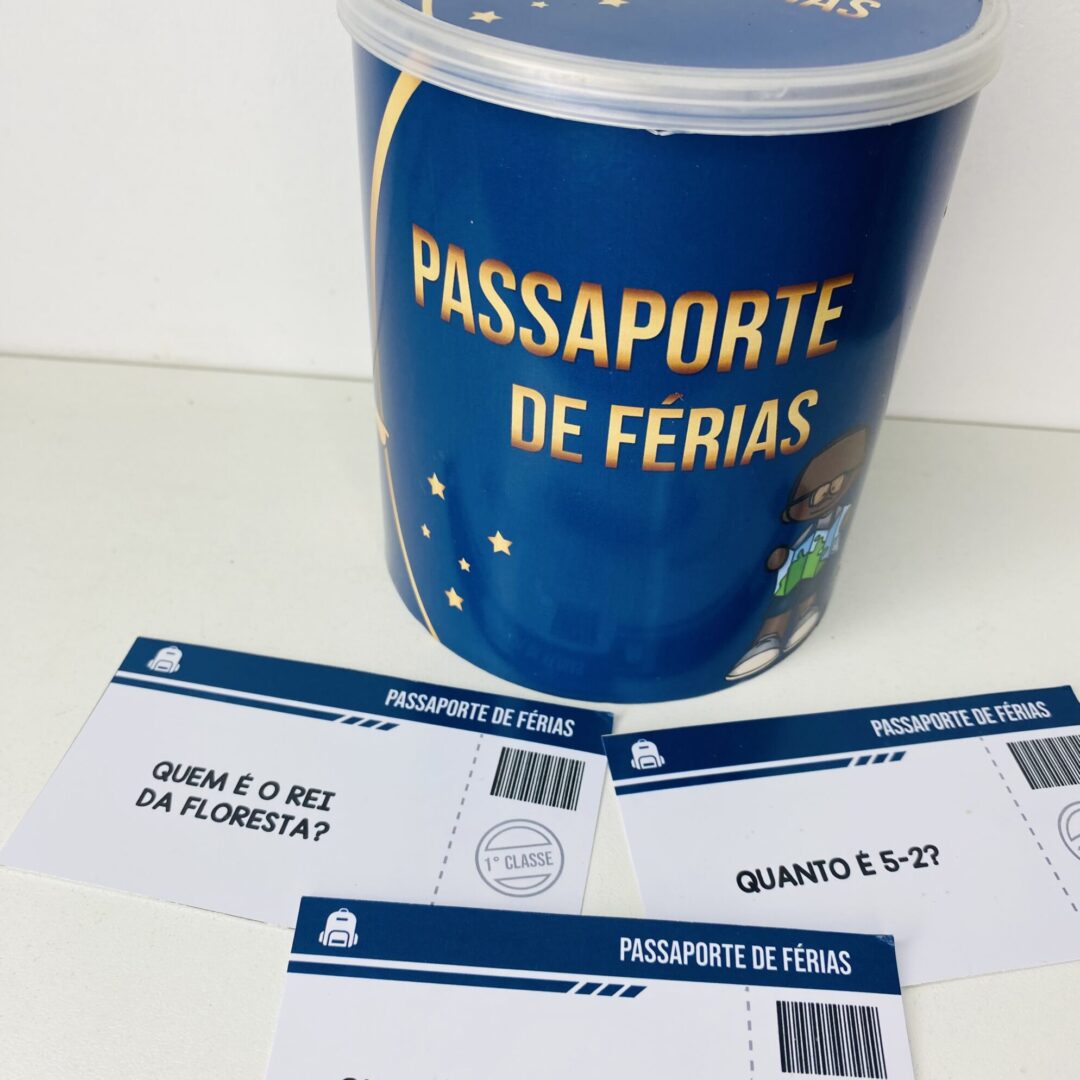 PASSAPORTE
DE FÉRIAS
PASSAPORTE DE FÉRIAS
QUEM É O REI
DA FLORESTA?
1° CLASSE
PASSAPORTE DE FÉRIAS
QUANTO É 5-2?
PASSAPORTE DE FÉRIAS